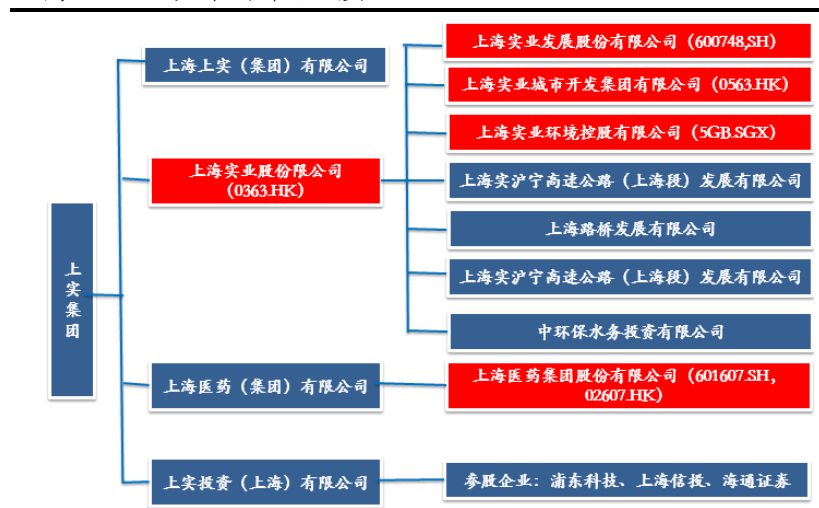 上实集团
上海上实（集团）有限公司
上海实业股份限公司
(0363.HK)
上海医药（集团）有限公司
上实投资（上海）有限公司
上海实业发展股份有限公司（600748,SH）
上海实业城市开发集团有限公司（0563.HK）
上海实业环境控股有限公司（5GB.SGX）
上海实沪宁高速公路（上海段）发展有限公司
上海路桥发展有限公司
上海实沪宁高速公路（上海段）发展有限公司
中环保水务投资有限公司
上海医药集团股份有限公司（601607.SH，
02607.HK）
参股企业：浦东科技、上海信投、海通证券